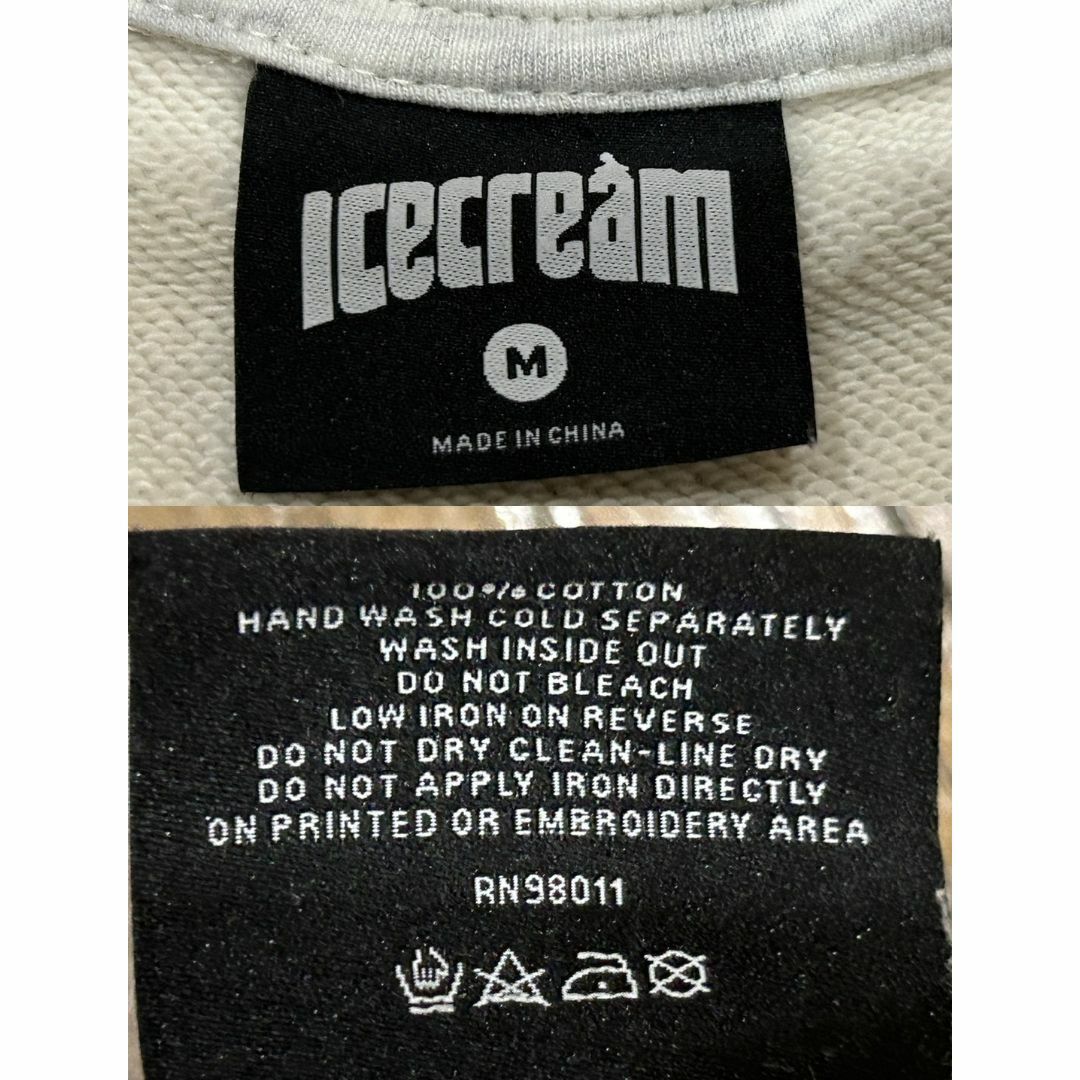 Icecream
M
MADE IN CHINA
100% COTTON
HAND WASH COLD SEPARATELY
WASH INSIDE OUT
DO NOT BLEACH
LOW IRON ON REVERSE
DO NOT DRY CLEAN-LINE DRY
DO NOT APPLY IRON DIRECTLY
ON PRINTED OR EMBROIDERY AREA
RN98011